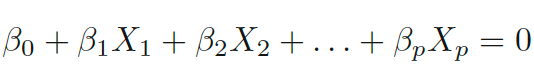 β₀ + β₁X₁ + β₂X₂ + . . . + βₚXₚ = 0